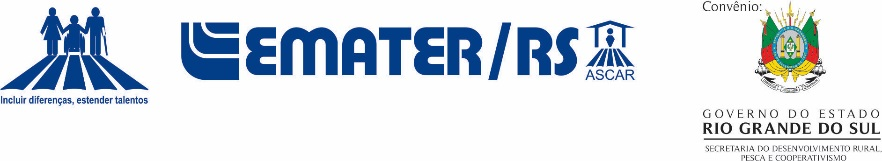 Incluir diferenças, estender talentos
EMATER/RS
ASCAR
Convênio:
GOVERNO DO ESTADO
RIO GRANDE DO SUL
SECRETARIA DO DESENVOLVIMENTO RURAL,
PESCA E COOPERATIVISMO